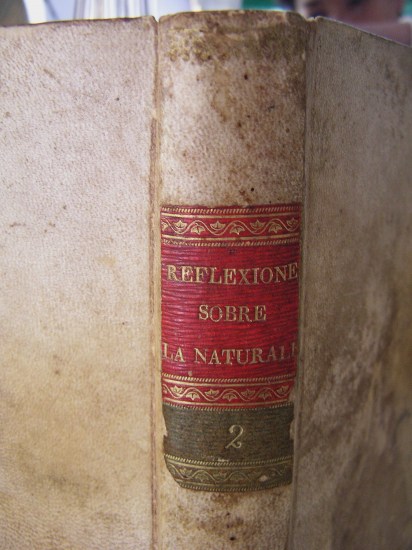 REFLEXIONE
SOBRE
LA NATURALE
2